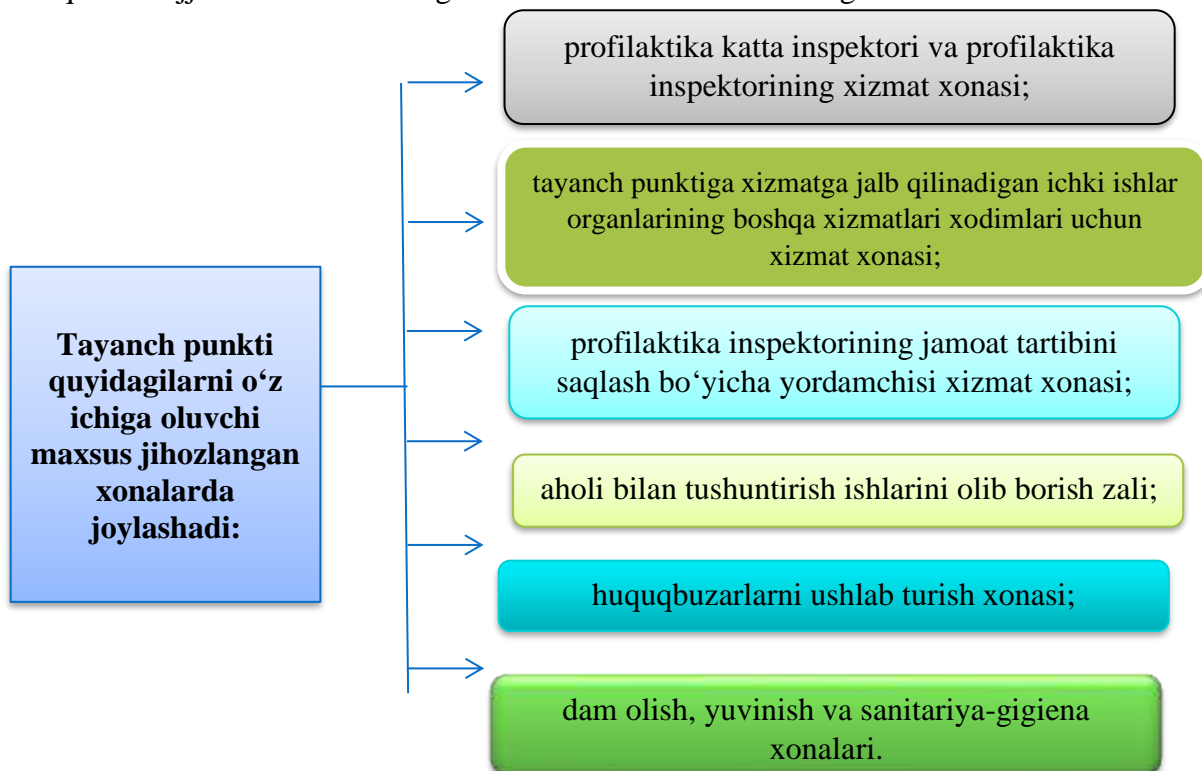 profilaktika katta inspektori va profilaktika
inspektorining xizmat xonasi;
tayanch punktiga xizmatga jalb qilinadigan ichki ishlar
organlarining boshqa xizmatlari xodimlari uchun
xizmat xonasi;
Tayanch punkti
quyidagilarni o‘z
ichiga oluvchi
maxsus jihozlangan
xonalarda
joylashadi:
profilaktika inspektorining jamoat tartibini
saqlash bo‘yicha yordamchisi xizmat xonasi;
aholi bilan tushuntirish ishlarini olib borish zali;
huquqbuzarlarni ushlab turish xonasi;
dam olish, yuvinish va sanitariya-gigiena
xonalari.